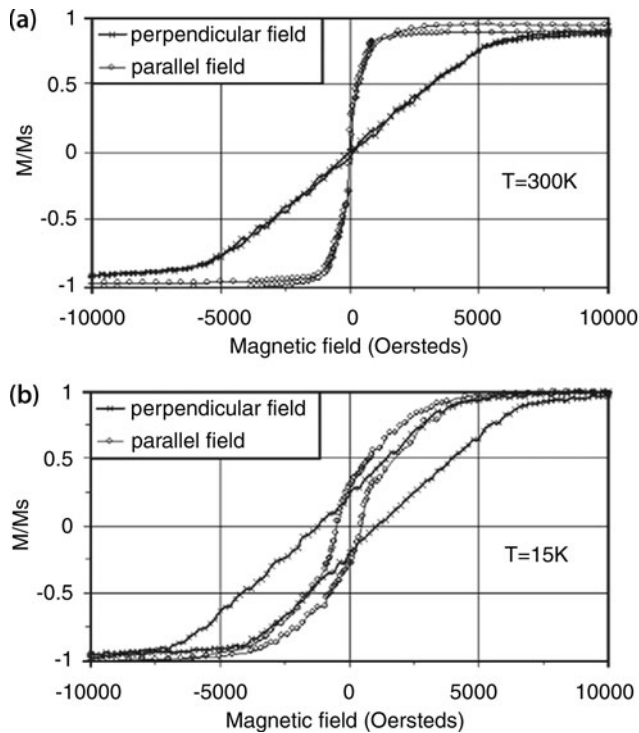 (a)
perpendicular field
parallel field
1
0.5
0
-0.5
-1
M/Ms
T=300K
-10000 -5000 0 5000 10000
Magnetic field (Oersteds)
(b)
perpendicular field
parallel field
1
0.5
0
-0.5
-1
M/Ms
T=15K
-10000 -5000 0 5000 10000
Magnetic field (Oersteds)